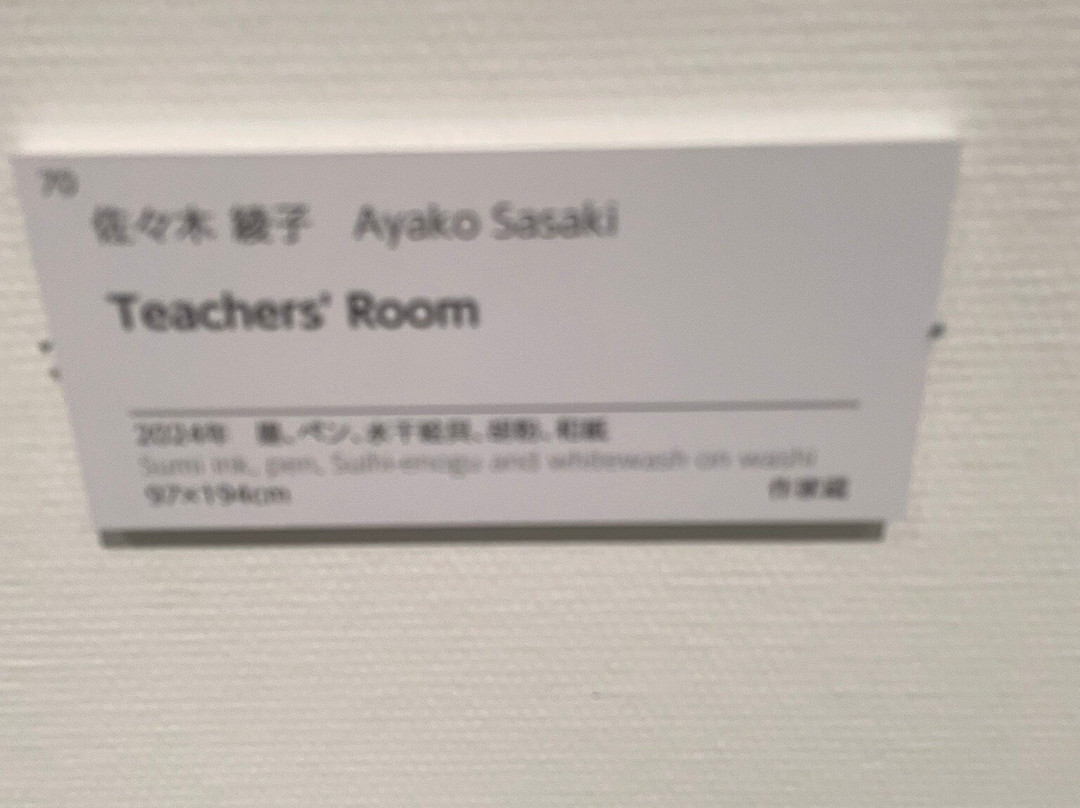 70
佐々木 綾子 Ayako Sasaki
Teachers' Room
2024年 墨、ペン、水干絵具、胡粉、和紙
Sumi ink, pen, Suihi-enogu and whitewash on washi
97×194cm 作家蔵